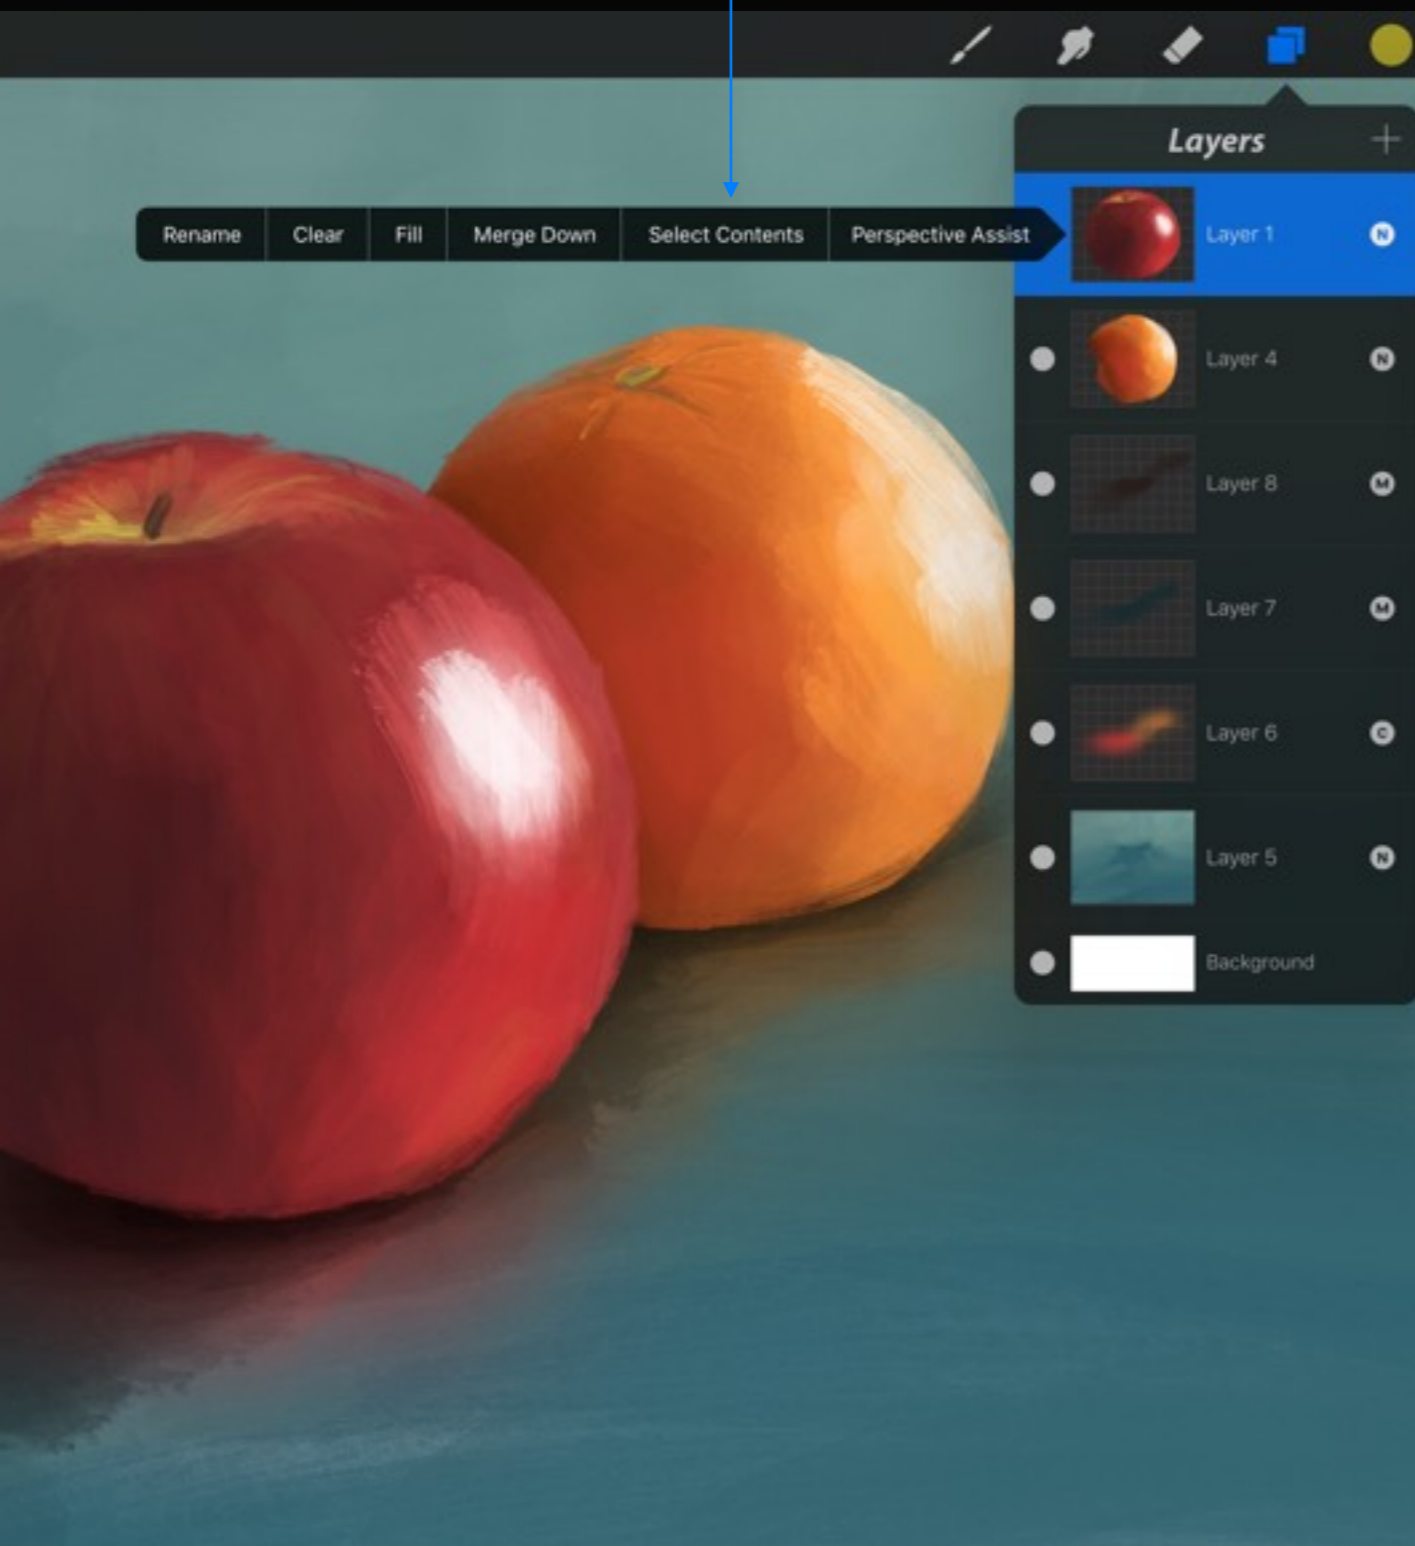 Layers
Rename Clear Fill Merge Down Select Contents Perspective Assist
Layer 1 N
Layer 4 N
Layer 8 M
Layer 7 M
Layer 6 C
Layer 5 N
Background